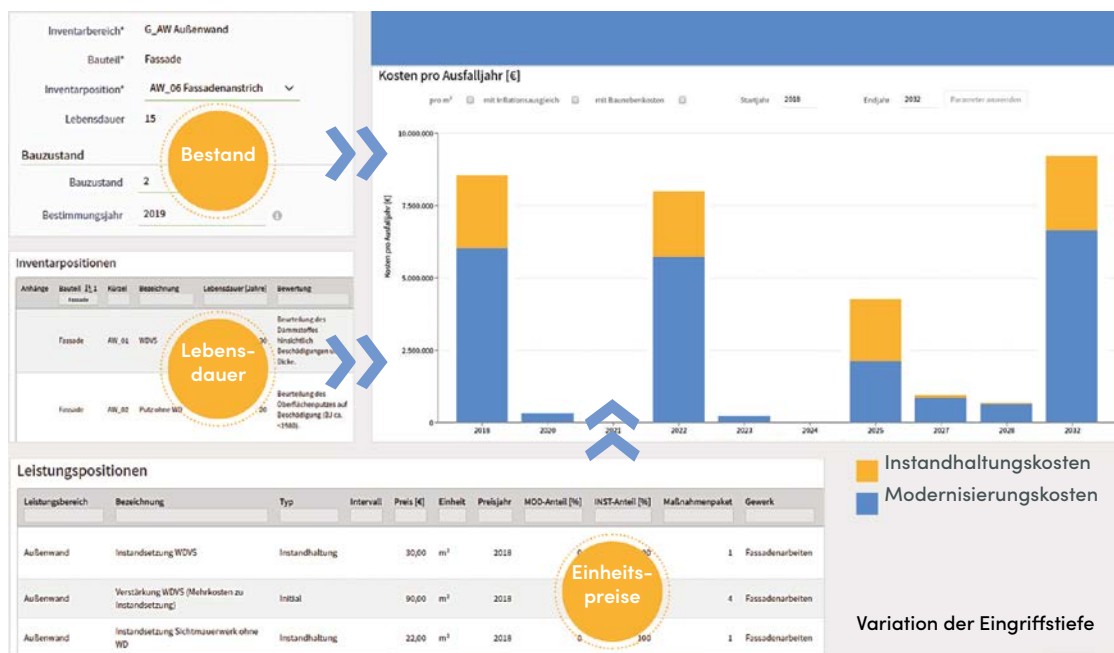 Inventarbereich* G_AW Außenwand
Bauteil* Fassade
Inventarposition* AW_06 Fassadenanstrich
Lebensdauer 15
Bestand
Bauzustand
Bauzustand 2
Bestimmungsjahr 2019
Inventarpositionen
Anhänge Bauteil 1 Kürzel Bezeichnung Lebensdauer [Jahre] Bewertung
Fassade
Fassade AW_01 WDVS
Beurteilung des
Dämmstoffes
hinsichtlich
Beschädigungen
Dicke.
Lebens-
dauer
Fassade AW_02 Putz ohne WD
Beurteilung des
Oberflächenputzes auf
Beschädigung (BJ ca.
Kosten pro Ausfalljahr [€]
pro m² mit Inflationsausgleich mit Baunebenkosten Startjahr 2018 Endjahr 2032 Parameter anwenden
Kosten pro Ausfalljahr [€]
10.000.000
7.500.000
5.000.000
2.500.000
0
2019 2020 2021 2022 2023 2024 2025 2027 2028 2032
Leistungspositionen
Leistungsbereich Bezeichnung Typ Intervall Preis [€] Einheit Preisjahr MOD-Anteil [%] INST-Anteil [%] Maßnahmenpaket Gewerk
Außenwand Instandsetzung WDVS Instandhaltung 30,00 m² 2018 0 1 Fassadenarbeiten
Außenwand Verstärkung WDVS (Mehrkosten zu Instandsetzung) Initial 90,00 m² 2018 4 Fassadenarbeiten
Außenwand Instandsetzung Sichtmauerwerk ohne WD Instandhaltung 22,00 m² 2018 0 100 1 Fassadenarbeiten
Einheits-
preise
Instandhaltungskosten
Modernisierungskosten
Variation der Eingriffstiefe